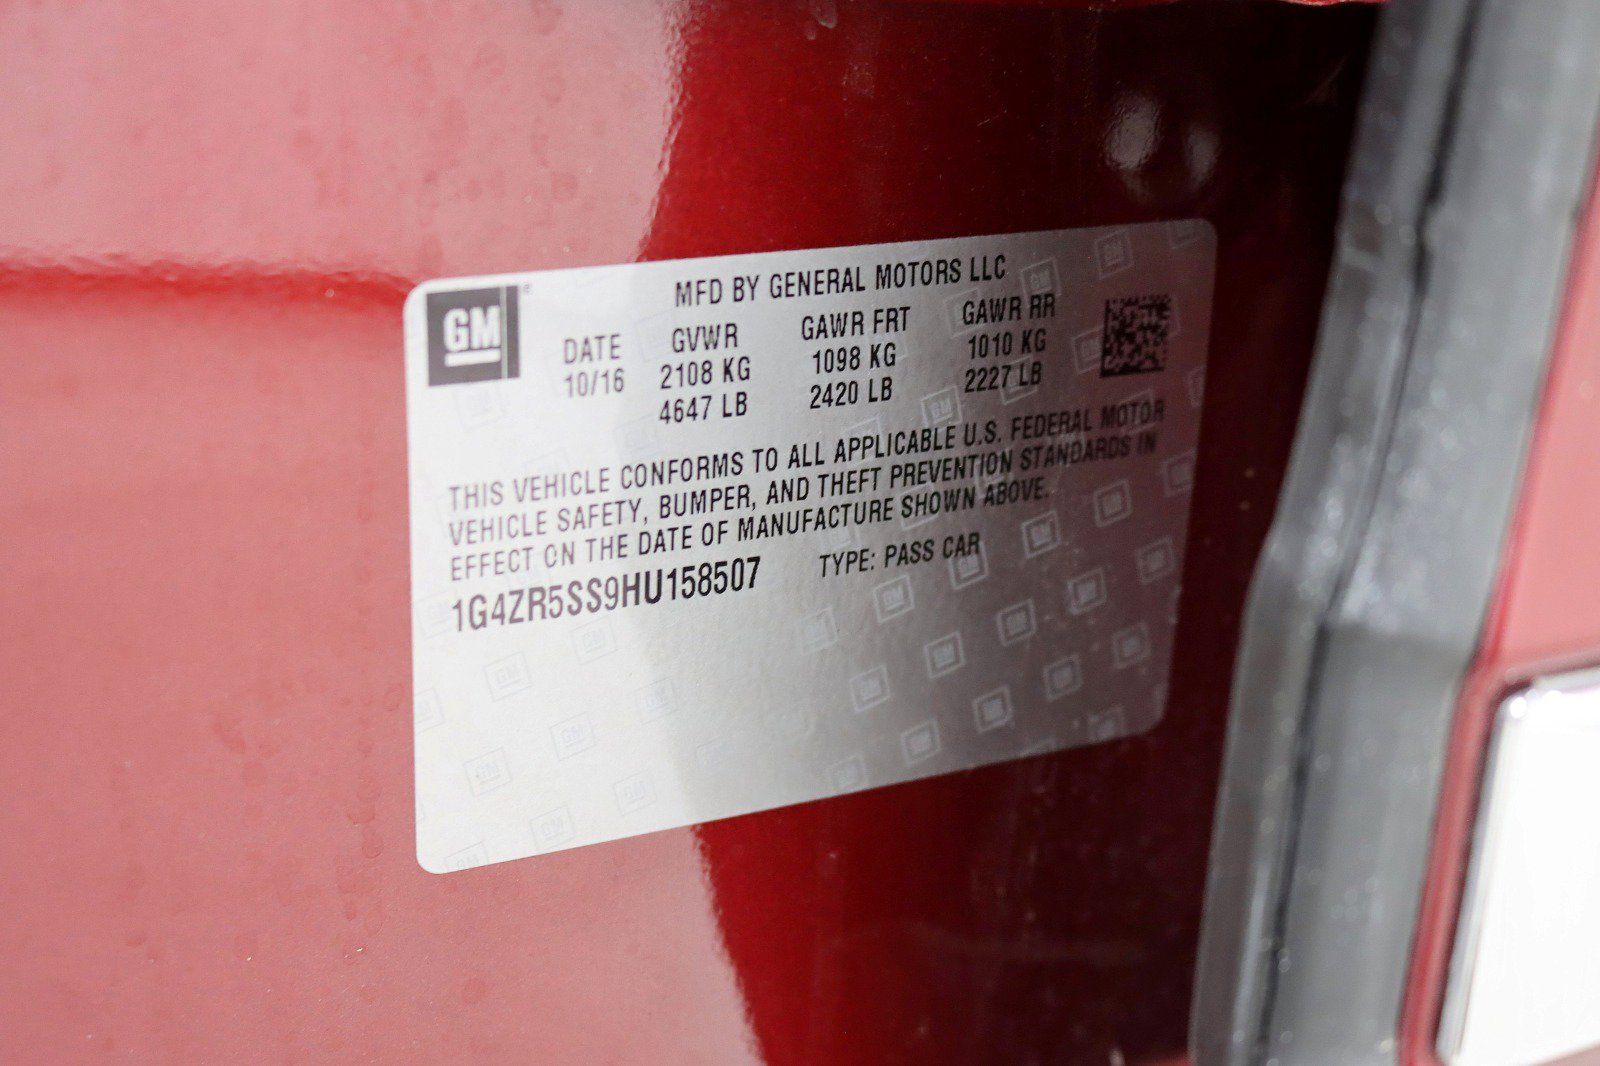 GM
MFD BY GENERAL MOTORS LLC
DATE GVWR GAWR FRT GAWR RR
10/16 2108 KG 1098 KG 1010 KG
4647 LB 2420 LB 2227 LB
THIS VEHICLE CONFORMS TO ALL APPLICABLE U.S. FEDERAL MOTOR
VEHICLE SAFETY, BUMPER, AND THEFT PREVENTION STANDARDS IN
EFFECT ON THE DATE OF MANUFACTURE SHOWN ABOVE.
1G4ZR5SS9HU158507 TYPE: PASS CAR